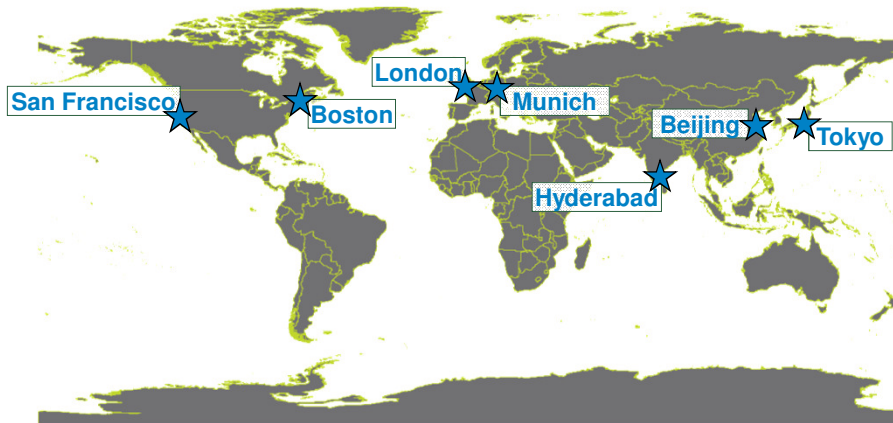 London
San Francisco
Munich
Boston
Beijing
Tokyo
Hyderabad